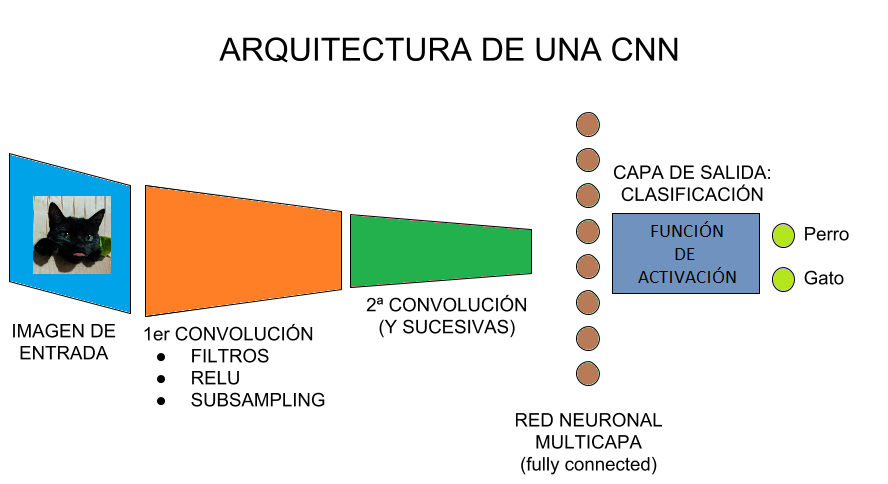 ARQUITECTURA DE UNA CNN
IMAGEN DE
ENTRADA
1er CONVOLUCIÓN
● FILTROS
● RELU
● SUBSAMPLING
2ª CONVOLUCIÓN
(Y SUCESIVAS)
RED NEURONAL
MULTICAPA
(fully connected)
CAPA DE SALIDA:
CLASIFICACIÓN
FUNCIÓN
DE
ACTIVACIÓN
Perro
Gato